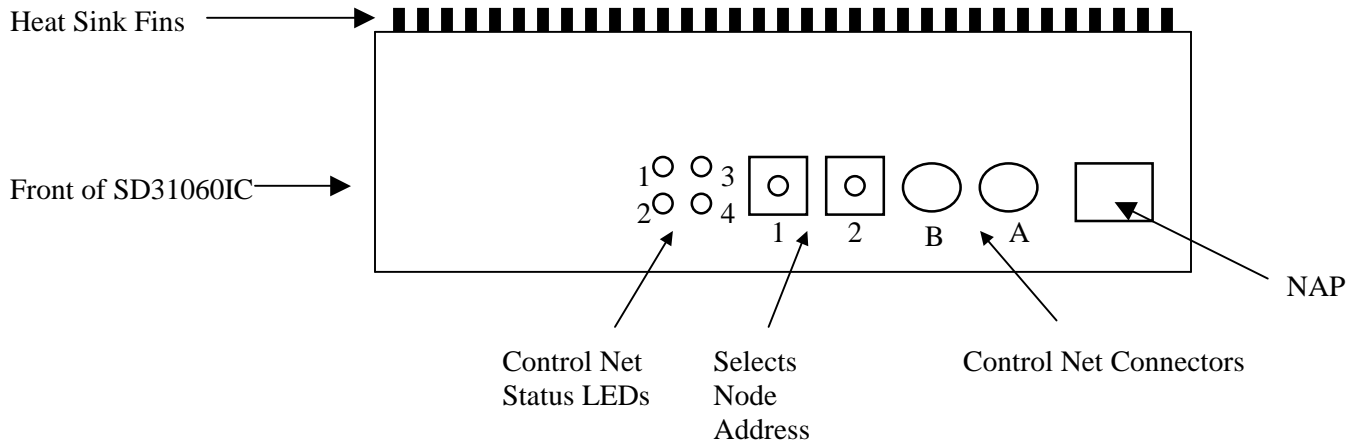 Heat Sink Fins
Front of SD31060IC
1 3
2 4
1 2 B A
NAP
Control Net
Status LEDs
Selects
Node
Address
Control Net Connectors